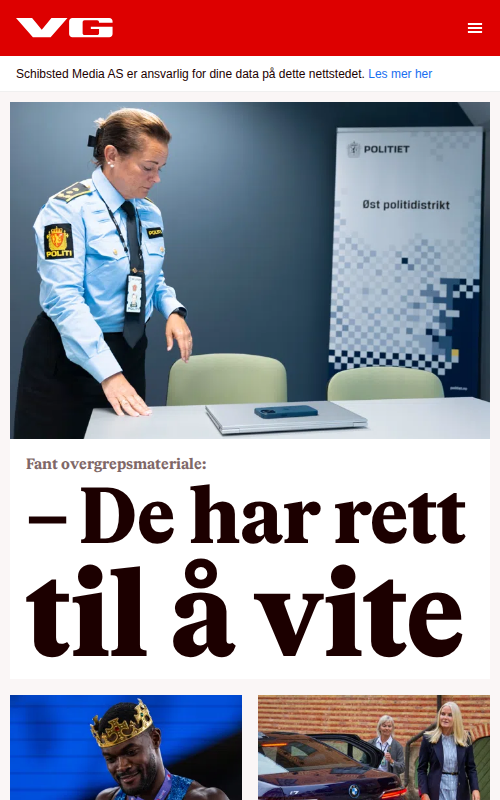 VG
Schibsted Media AS er ansvarlig for dine data på dette nettstedet. Les mer her
POLITIET
Øst politidistrikt
POLITI
Fant overgrepsmateriale:
– De har rett
til å vite